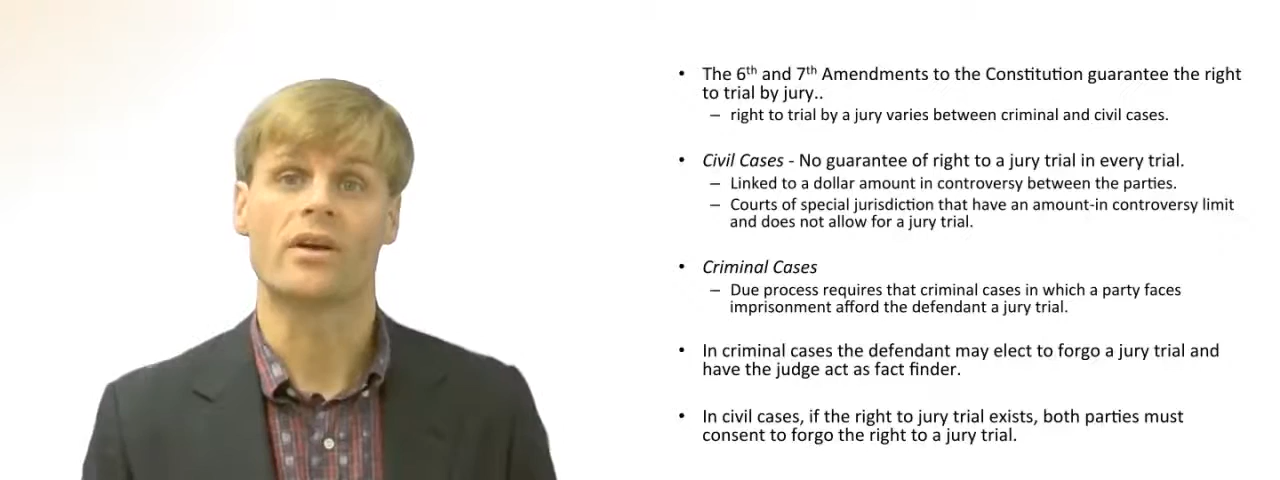 • The 6th and 7th Amendments to the Constitution guarantee the right
to trial by jury..
– right to trial by a jury varies between criminal and civil cases.
• Civil Cases - No guarantee of right to a jury trial in every trial.
– Linked to a dollar amount in controversy between the parties.
– Courts of special jurisdiction that have an amount-in controversy limit
and does not allow for a jury trial.
• Criminal Cases
– Due process requires that criminal cases in which a party faces
imprisonment afford the defendant a jury trial.
• In criminal cases the defendant may elect to forgo a jury trial and
have the judge act as fact finder.
• In civil cases, if the right to jury trial exists, both parties must
consent to forgo the right to a jury trial.